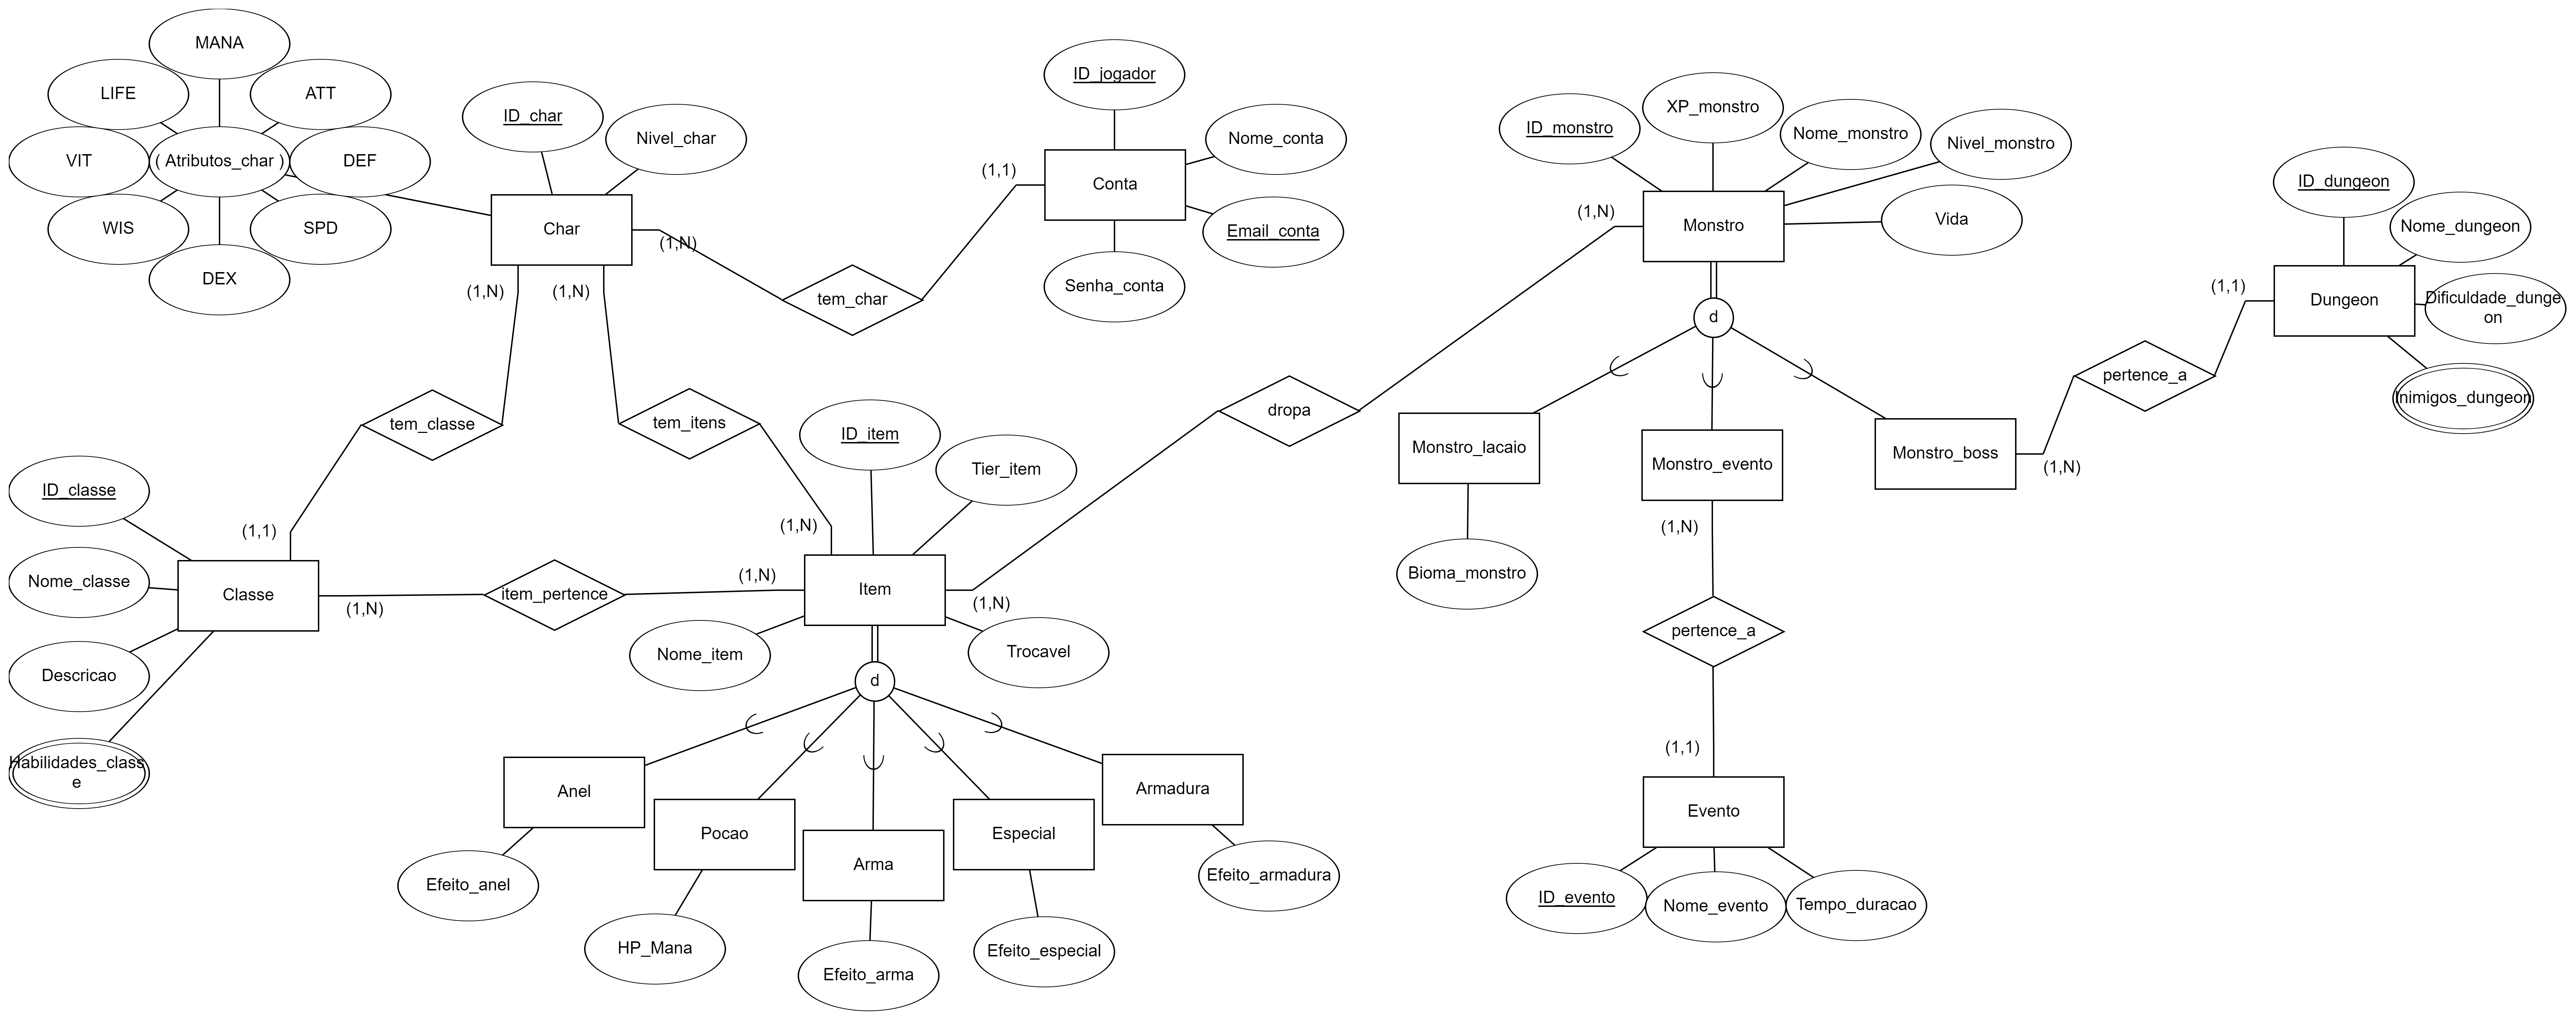 MANA
LIFE
ATT
VIT
( Atributos_char )
DEF
WIS
SPD
DEX
ID_char
Nivel_char
Char
(1,N)
(1,N)
(1,N)
tem_char
(1,1)
ID_jogador
Nome_conta
Conta
Email_conta
Senha_conta
ID_monstro
XP_monstro
Nome_monstro
Nivel_monstro
Vida
(1,N)
Monstro
d
ID_dungeon
Nome_dungeon
Dificuldade_dunge
on
(1,1)
Dungeon
Inimigos_dungeon
pertence_a
dropa
Monstro_lacaio
Monstro_evento
Monstro_boss
(1,N)
(1,N)
Bioma_monstro
pertence_a
(1,1)
Evento
ID_evento
Nome_evento
Tempo_duracao
tem_classe
tem_itens
ID_item
Tier_item
(1,N)
ID_classe
(1,1)
Nome_classe
Classe
(1,N)
item_pertence
(1,N)
Item
(1,N)
Nome_item
Trocavel
Descricao
Habilidades_class
e
d
Anel
Pocao
Arma
Especial
Armadura
Efeito_anel
HP_Mana
Efeito_arma
Efeito_especial
Efeito_armadura